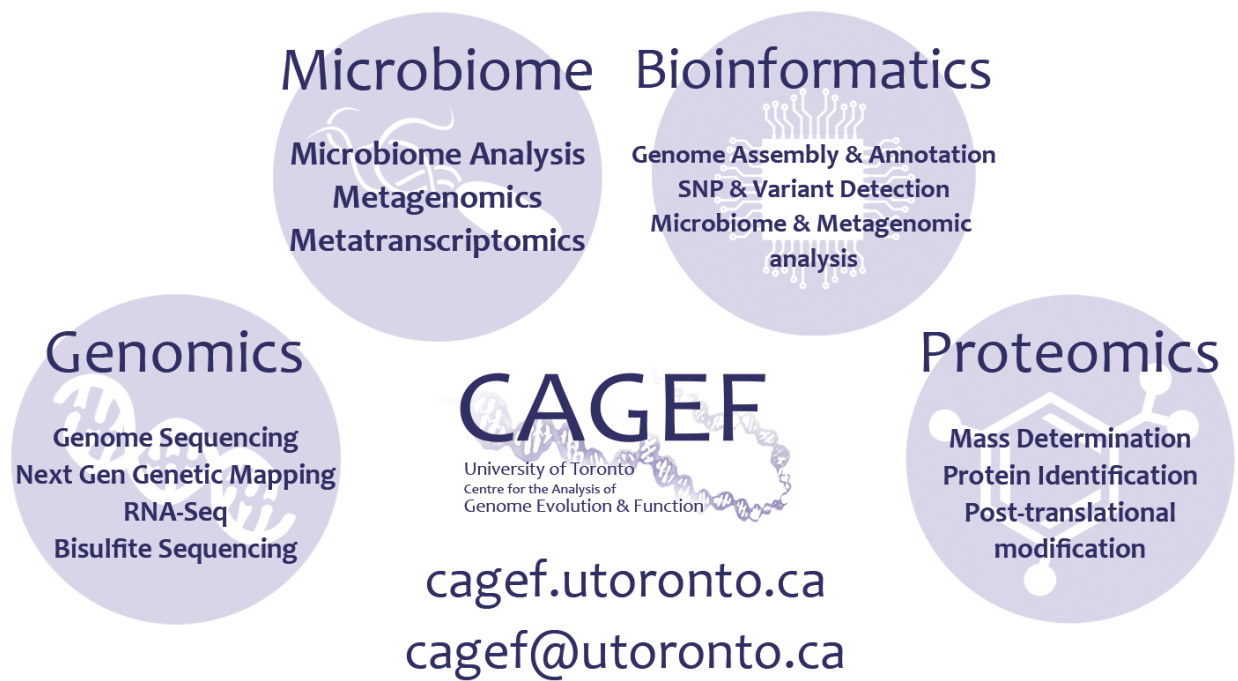 Microbiome
Microbiome Analysis
Metagenomics
Metatranscriptomics
Bioinformatics
Genome Assembly & Annotation
SNP & Variant Detection
Microbiome & Metagenomic
analysis
Genomics
Genome Sequencing
Next Gen Genetic Mapping
RNA-Seq
Bisulfite Sequencing
CAGEF
University of Toronto
Centre for the Analysis of
Genome Evolution & Function
Proteomics
Mass Determination
Protein Identification
Post-translational
modification
cagef.utoronto.ca
cagef@utoronto.ca